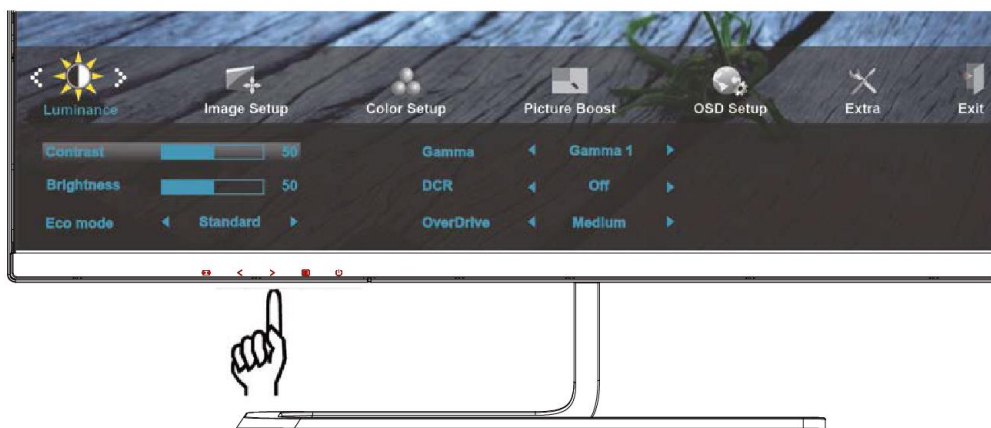 Luminance Image Setup Color Setup Picture Boost OSD Setup Extra Exit
Contrast 50 Gamma Gamma 1
Brightness 50 DCR Off
Eco mode Standard OverDrive Medium